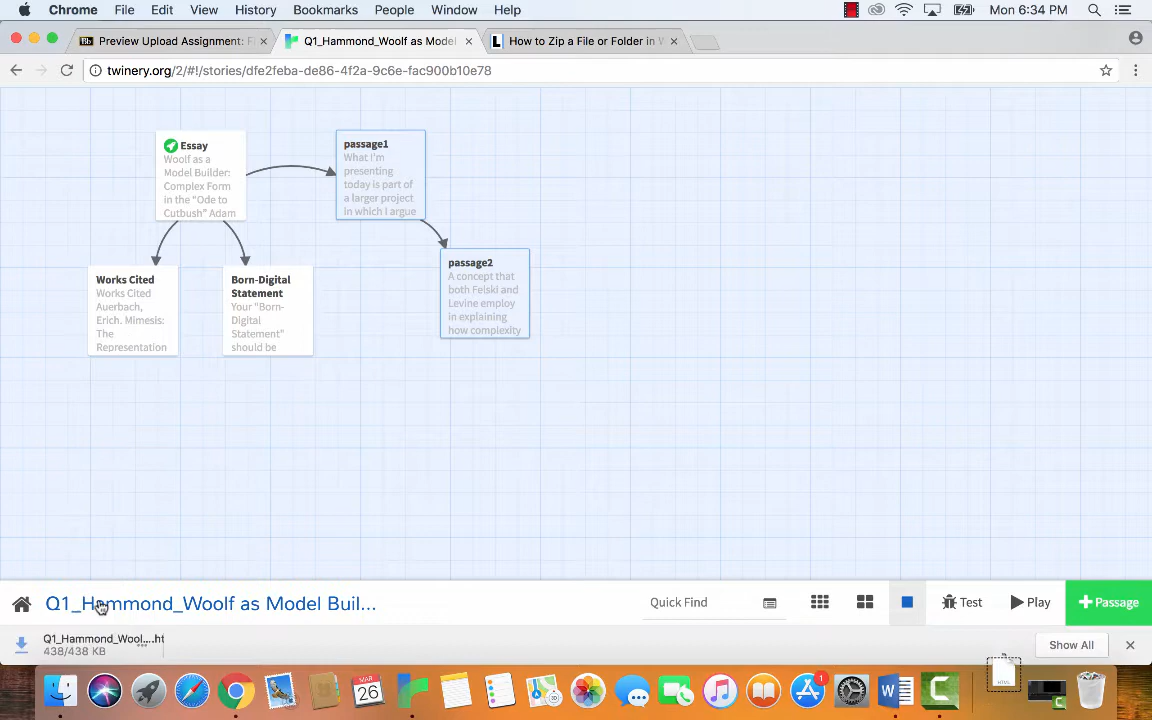 Chrome File Edit View History Bookmarks People Window Help Mon 6:34 PM
Bb Preview Upload Assignment: F
Q1_Hammond_Woolf as Model
L How to Zip a File or Folder in
twinery.org/2/#!/stories/dfe2feba-de86-4f2a-9c6e-fac900b10e78
Essay
Woolf as a
Model Builder:
Complex Form
in the "Ode to
Cutbush" Adam
passage1
What I'm
presenting
today is part of
a larger project
in which I argue
passage2
A concept that
both Felski and
Levine employ
in explaining
how complexity
Works Cited
Works Cited
Auerbach,
Erich. Mimesis:
The
Representation
Born-Digital
Statement
Your "Born-
Digital
Statement"
should be
Q1_Hammond_Woolf as Model Buil...
Quick Find
Test
Play
+Passage
Q1_Hammond_Wool....ht
438/438 KB
Show All
MAR
26
1
W
C
HTML